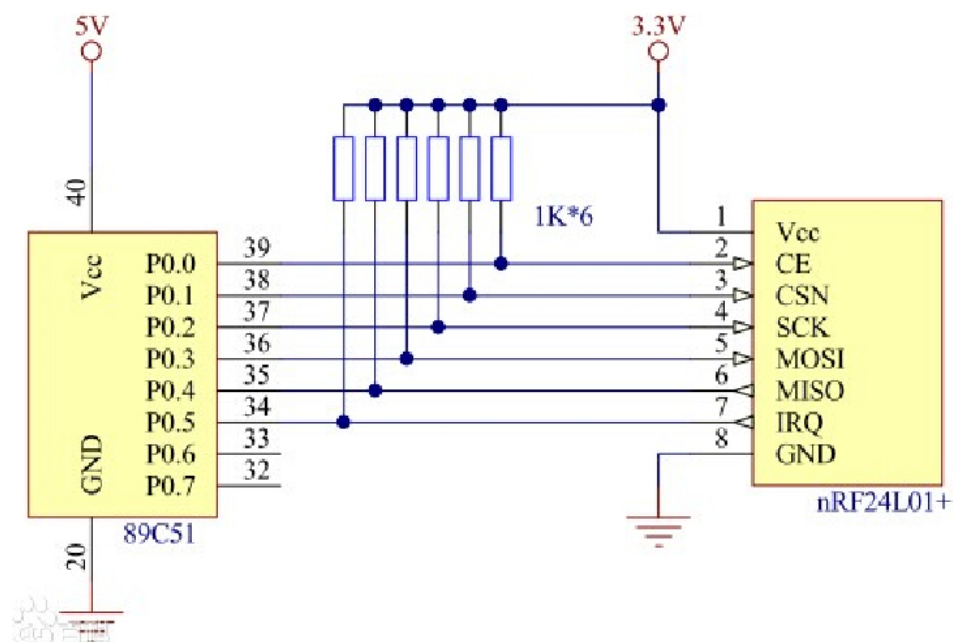 5V
3.3V
40
1K*6
Vcc
P0.0 39
P0.1 38
P0.2 37
P0.3 36
P0.4 35
P0.5 34
P0.6 33
P0.7 32
GND
89C51
20
1 Vcc
2 CE
3 CSN
4 SCK
5 MOSI
6 MISO
7 IRQ
8 GND
nRF24L01+